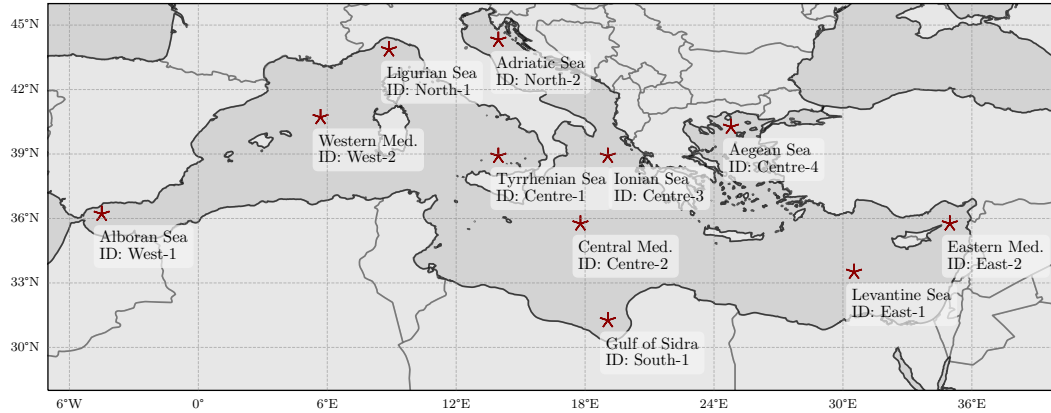 45°N
42°N
39°N
36°N
33°N
30°N
Ligurian Sea
ID: North-1
Adriatic Sea
ID: North-2
Western Med.
ID: West-2
Aegean Sea
ID: Centre-4
Tyrrhenian Sea
ID: Centre-1
Ionian Sea
ID: Centre-3
Alboran Sea
ID: West-1
Central Med.
ID: Centre-2
Eastern Med.
ID: East-2
Levantine Sea
ID: East-1
Gulf of Sidra
ID: South-1
6°W
0°
6°E
12°E
18°E
24°E
30°E
36°E